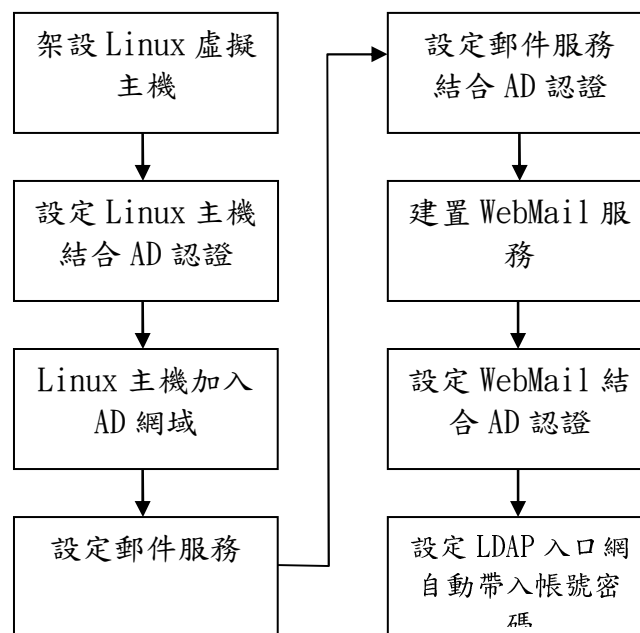 架設 Linux 虛擬
主機
設定 Linux 主機
結合 AD 認證
Linux 主機加入
AD 網域
設定郵件服務
設定郵件服務
結合 AD 認證
建置 WebMail 服
務
設定 WebMail 結
合 AD 認證
設定 LDAP 入口網
自動帶入帳號密
碼